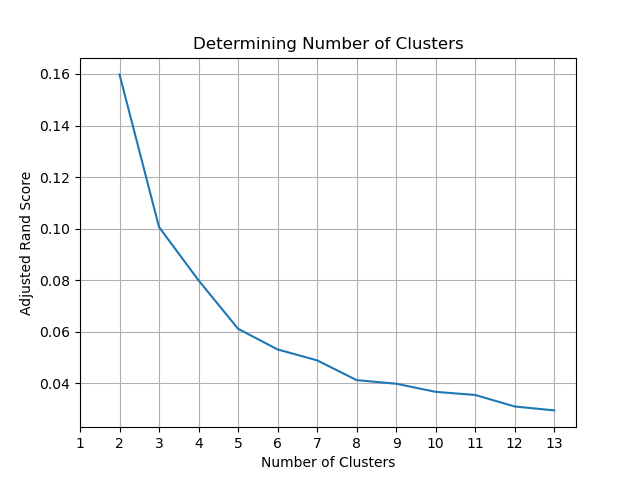 Determining Number of Clusters
0.16
0.14
0.12
0.10
0.08
0.06
0.04
Adjusted Rand Score
1 2 3 4 5 6 7 8 9 10 11 12 13
Number of Clusters